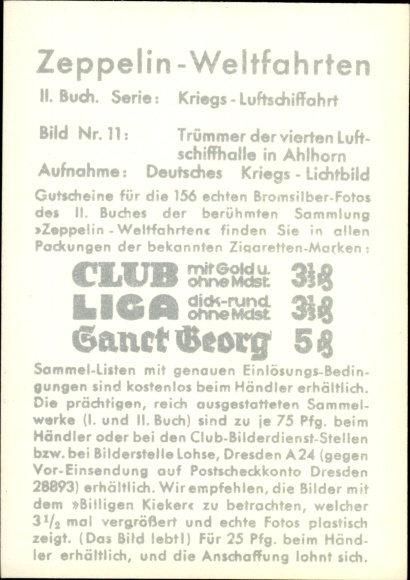 Zeppelin-Weltfahrten
II. Buch. Serie: Kriegs-Luftschiffahrt
Bild Nr. 11: Trümmer der vierten Luft-
schiffhalle in Ahlhorn
Aufnahme: Deutsches Kriegs-Lichtbild
Gutscheine für die 156 echten Bromsilber-Fotos
des II. Buches der berühmten Sammlung
»Zeppelin-Weltfahrten« finden Sie in allen
Packungen der bekannten Zigaretten-Marken:
CLUB mit Gold u. ohne Mdst. 3⅓ ₰
LIGA dick-rund ohne Mdst. 3⅓ ₰
Sanct Georg 5 ₰
Sammel-Listen mit genauen Einlösungs-Bedin-
gungen sind kostenlos beim Händler erhältlich.
Die prächtigen, reich ausgestatteten Sammel-
werke (I. und II. Buch) sind zu je 75 Pfg. beim
Händler oder bei den Club-Bilderdienst-Stellen
bzw. bei Bilderstelle Lohse, Dresden A 24 (gegen
Vor-Einsendung auf Postscheckkonto Dresden
28893) erhältlich. Wir empfehlen, die Bilder mit
dem »Billigen Kieker« zu betrachten, welcher
3½ mal vergrößert und echte Fotos plastisch
zeigt. (Das Bild lebt!) Für 25 Pfg. beim Händ-
ler erhältlich, und die Anschaffung lohnt sich.